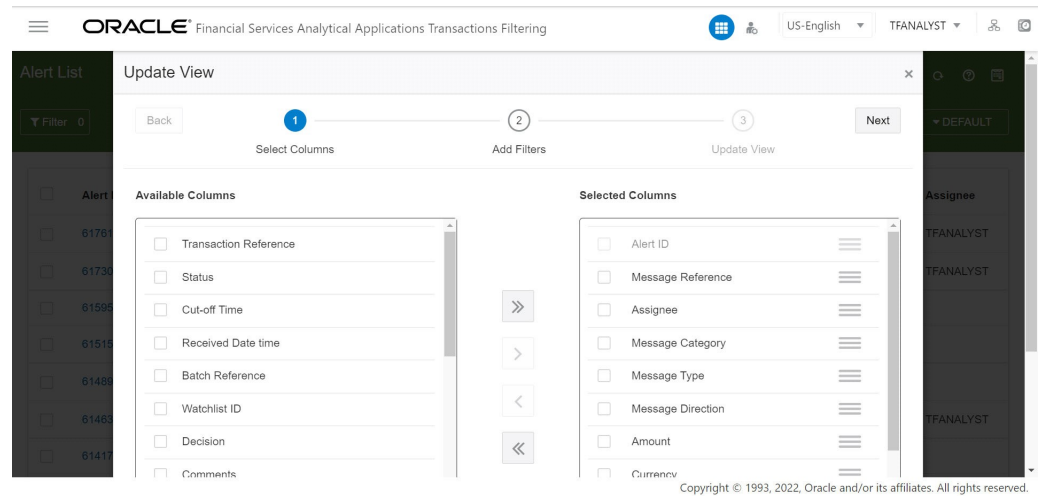 ORACLE® Financial Services Analytical Applications Transactions Filtering
US-English
TFANALYST
Alert List
Update View
×
Filter 0
Back
1
2
3
Next
DEFAULT
Select Columns
Add Filters
Update View
Alert
Available Columns
Selected Columns
Assignee
61761
Transaction Reference
Alert ID
TFANALYST
61730
Status
Message Reference
TFANALYST
61595
Cut-off Time
Assignee
61515
Received Date time
Message Category
61489
Batch Reference
Message Type
61463
Watchlist ID
Message Direction
TFANALYST
61417
Decision
Amount
Comments
Currency
Copyright © 1993, 2022, Oracle and/or its affiliates. All rights reserved.